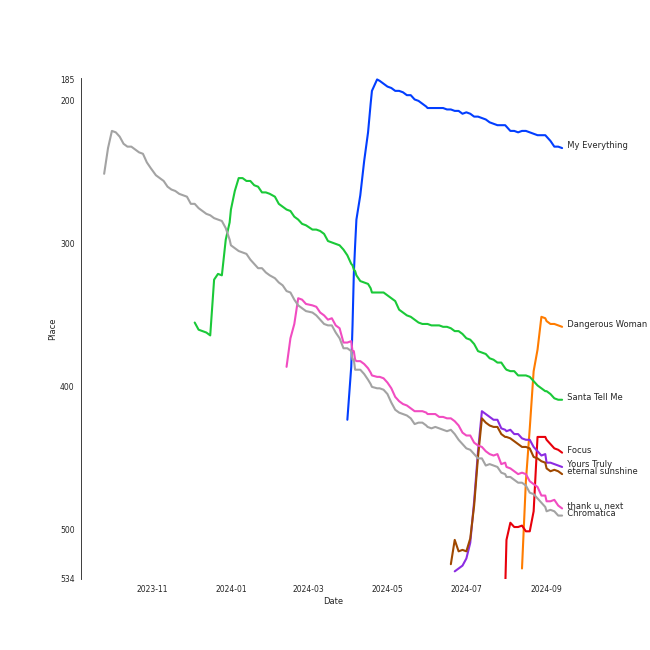 185
200
300
400
500
534
Place
2023-11
2024-01
2024-03
2024-05
2024-07
2024-09
Date
My Everything
Dangerous Woman
Santa Tell Me
Focus
Yours Truly
eternal sunshine
thank u, next
Chromatica